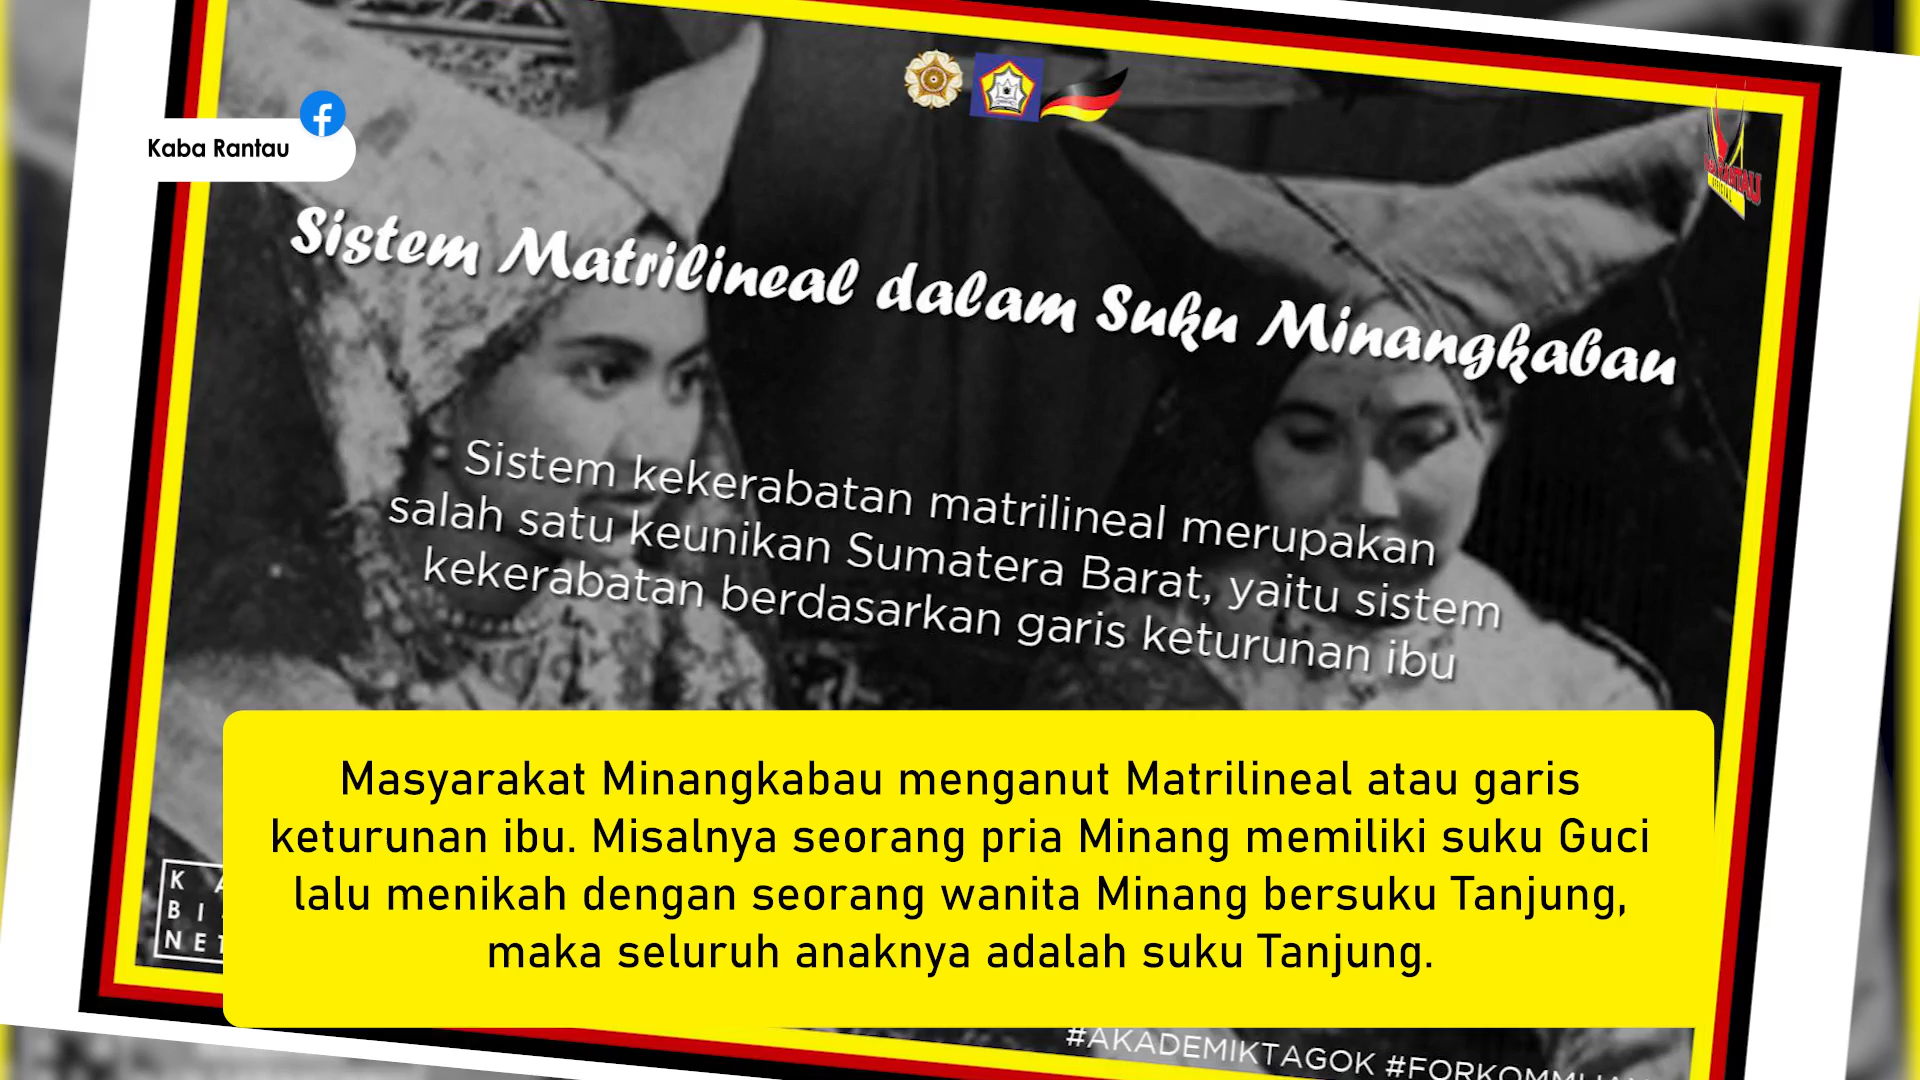 Kaba Rantau
Sistem Matrilineal dalam Suku Minangkabau
Sistem kekerabatan matrilineal merupakan
salah satu keunikan Sumatera Barat, yaitu sistem
kekerabatan berdasarkan garis keturunan ibu
Masyarakat Minangkabau menganut Matrilineal atau garis
keturunan ibu. Misalnya seorang pria Minang memiliki suku Guci
lalu menikah dengan seorang wanita Minang bersuku Tanjung,
maka seluruh anaknya adalah suku Tanjung.
#AKADEMIKTAGOK